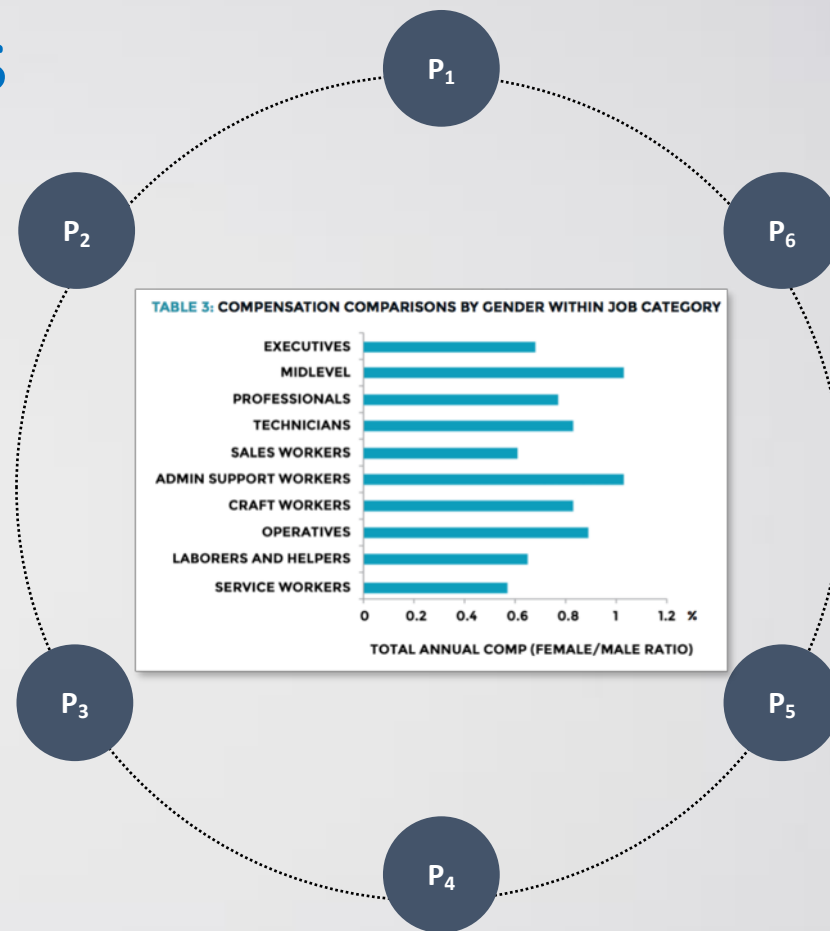 P₁
P₂
P₆
TABLE 3: COMPENSATION COMPARISONS BY GENDER WITHIN JOB CATEGORY
EXECUTIVES
MIDLEVEL
PROFESSIONALS
TECHNICIANS
SALES WORKERS
ADMIN SUPPORT WORKERS
CRAFT WORKERS
OPERATIVES
LABORERS AND HELPERS
SERVICE WORKERS
0 0.2 0.4 0.6 0.8 1 1.2 %
TOTAL ANNUAL COMP (FEMALE/MALE RATIO)
P₃
P₅
P₄